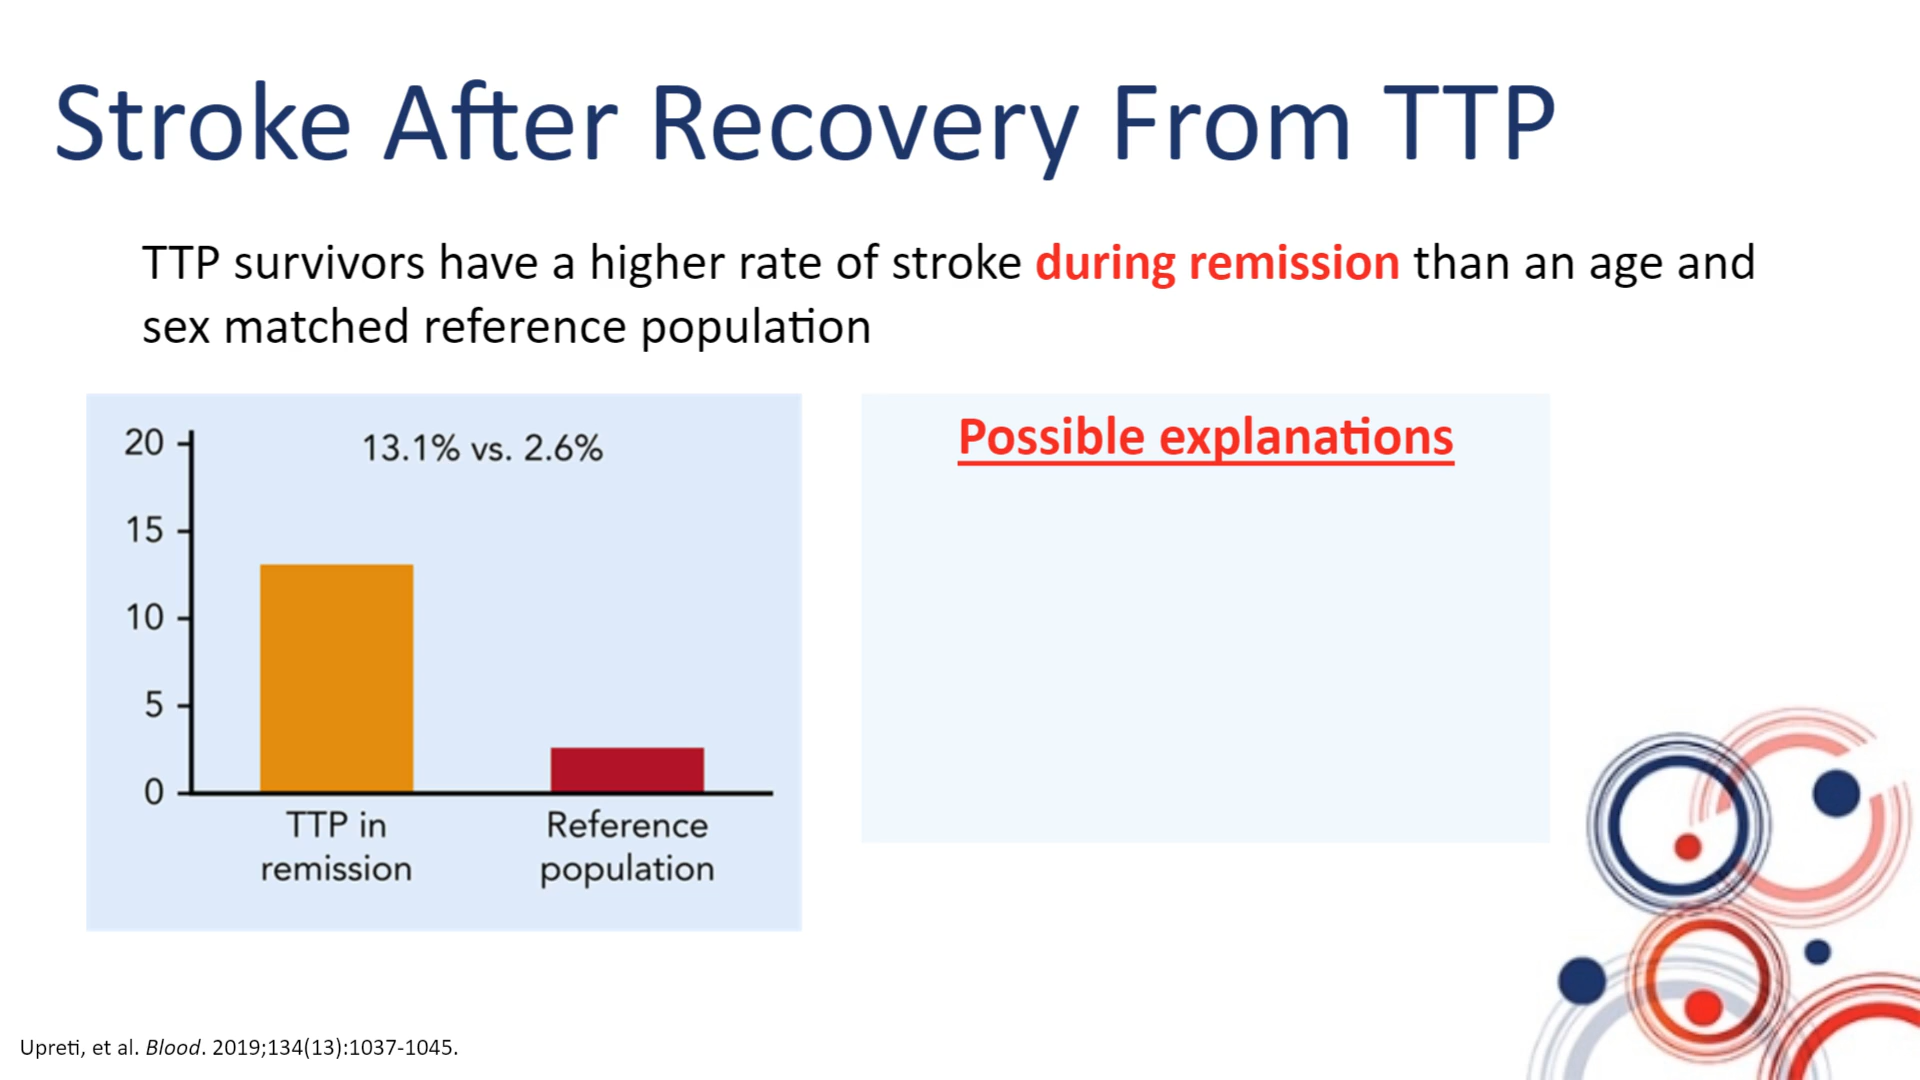 Stroke After Recovery From TTP
TTP survivors have a higher rate of stroke during remission than an age and
sex matched reference population
20
15
10
5
0
13.1% vs. 2.6%
TTP in
remission
Reference
population
Possible explanations
Upreti, et al. Blood. 2019;134(13):1037-1045.